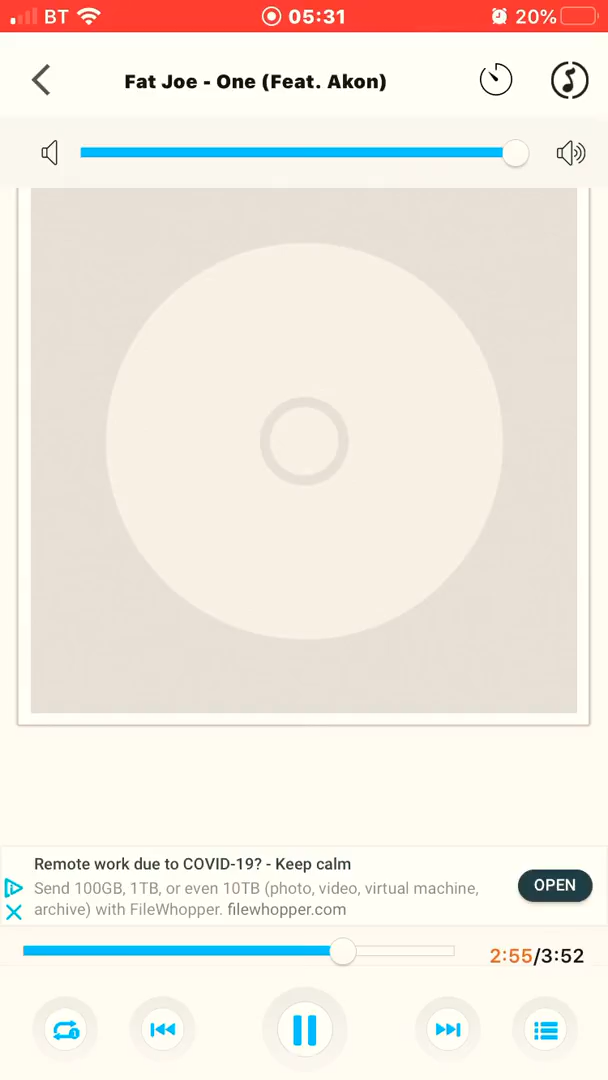 BT 05:31 20%
Fat Joe - One (Feat. Akon)
Remote work due to COVID-19? - Keep calm
Send 100GB, 1TB, or even 10TB (photo, video, virtual machine,
archive) with FileWhopper. filewhopper.com
OPEN
2:55/3:52